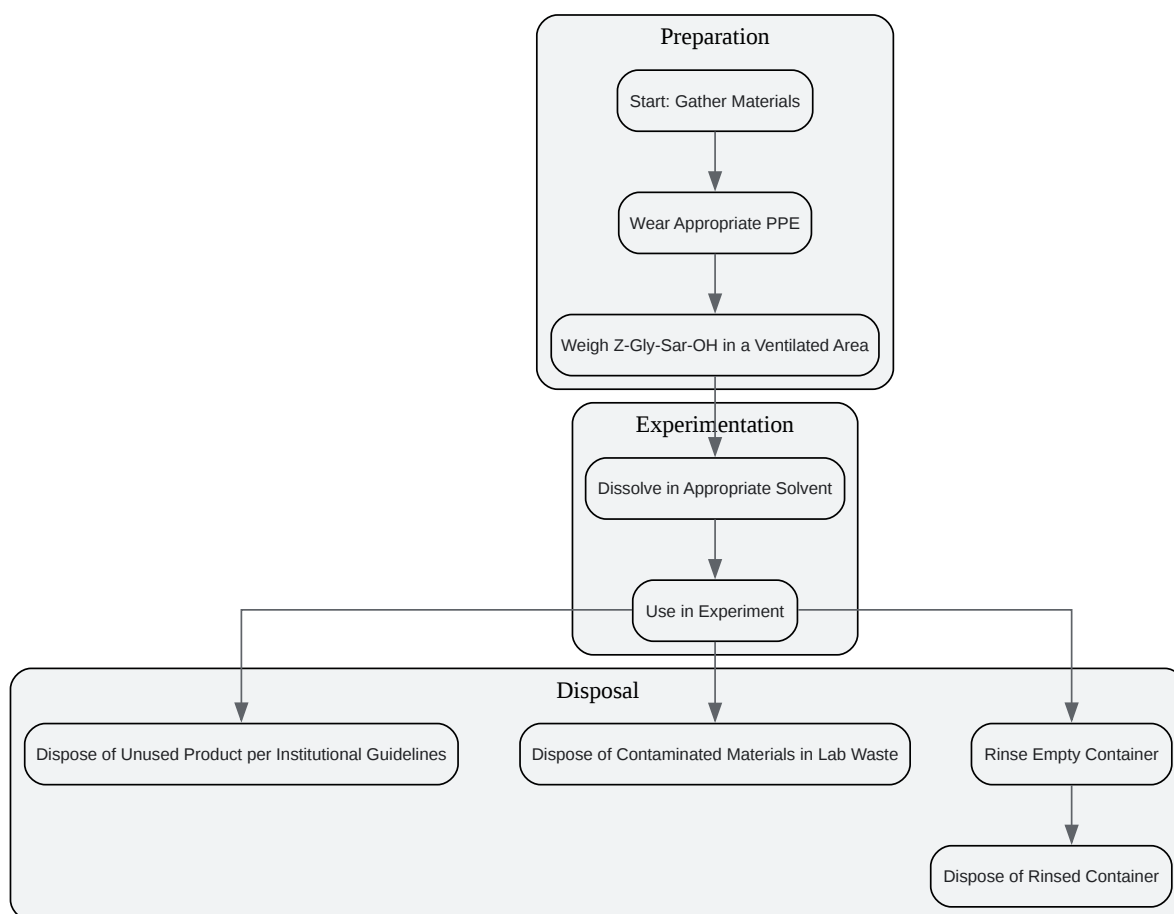 Preparation
Start: Gather Materials
Wear Appropriate PPE
Weigh Z-Gly-Sar-OH in a Ventilated Area
Experimentation
Dissolve in Appropriate Solvent
Use in Experiment
Disposal
Dispose of Unused Product per Institutional Guidelines
Dispose of Contaminated Materials in Lab Waste
Rinse Empty Container
Dispose of Rinsed Container